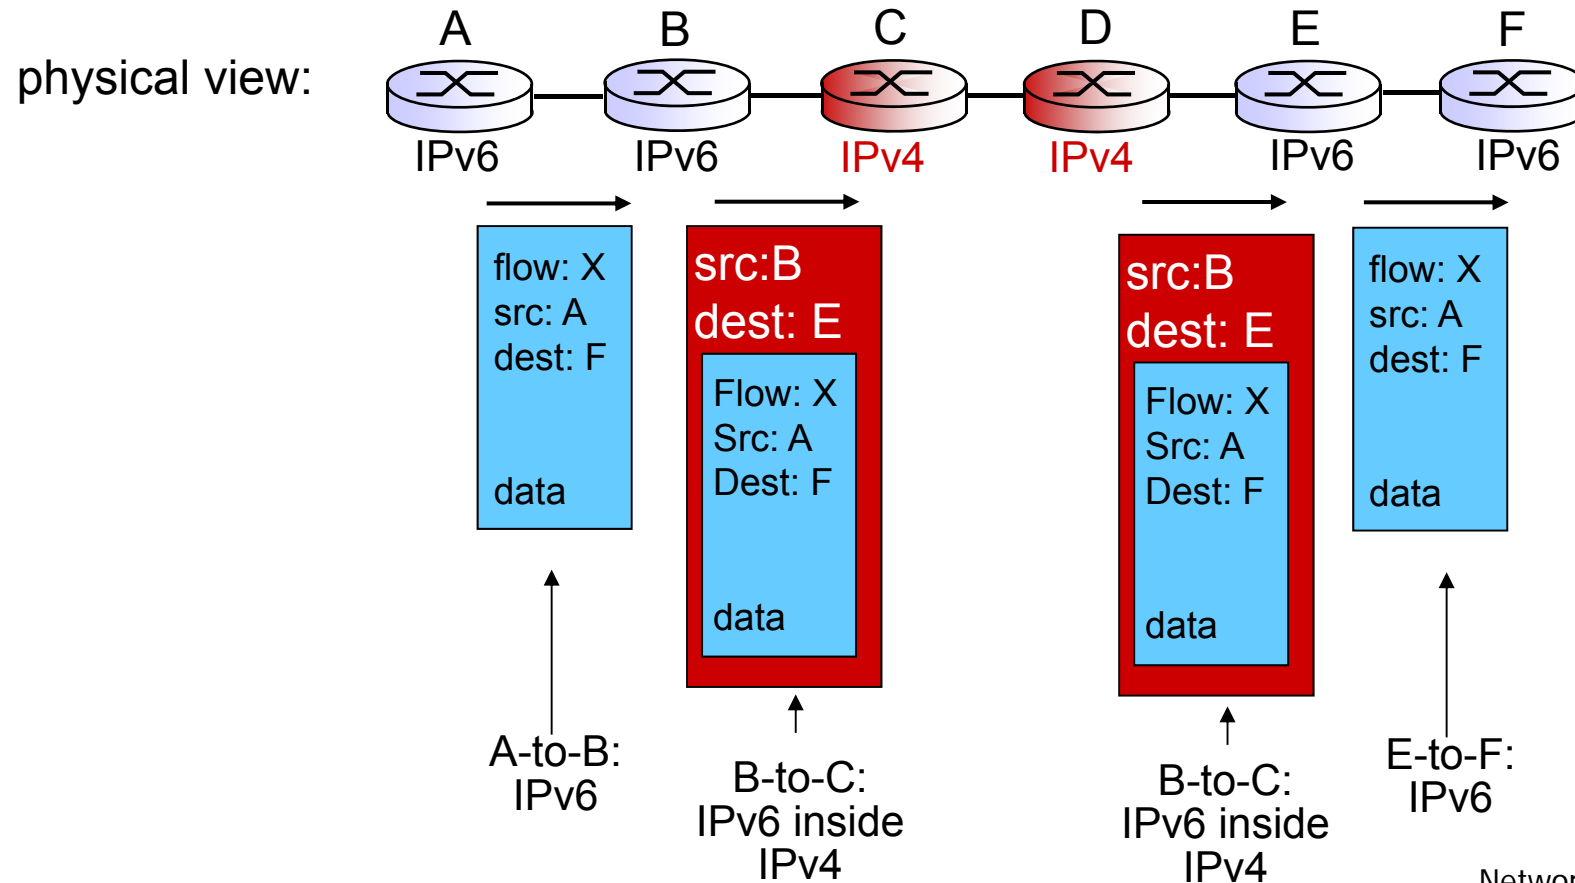 A B C D E F
physical view:
IPv6 IPv6 IPv4 IPv4 IPv6 IPv6
flow: X
src: A
dest: F
data
src:B
dest: E
Flow: X
Src: A
Dest: F
data
src:B
dest: E
Flow: X
Src: A
Dest: F
data
flow: X
src: A
dest: F
data
A-to-B:
IPv6
B-to-C:
IPv6 inside
IPv4
B-to-C:
IPv6 inside
IPv4
E-to-F:
IPv6